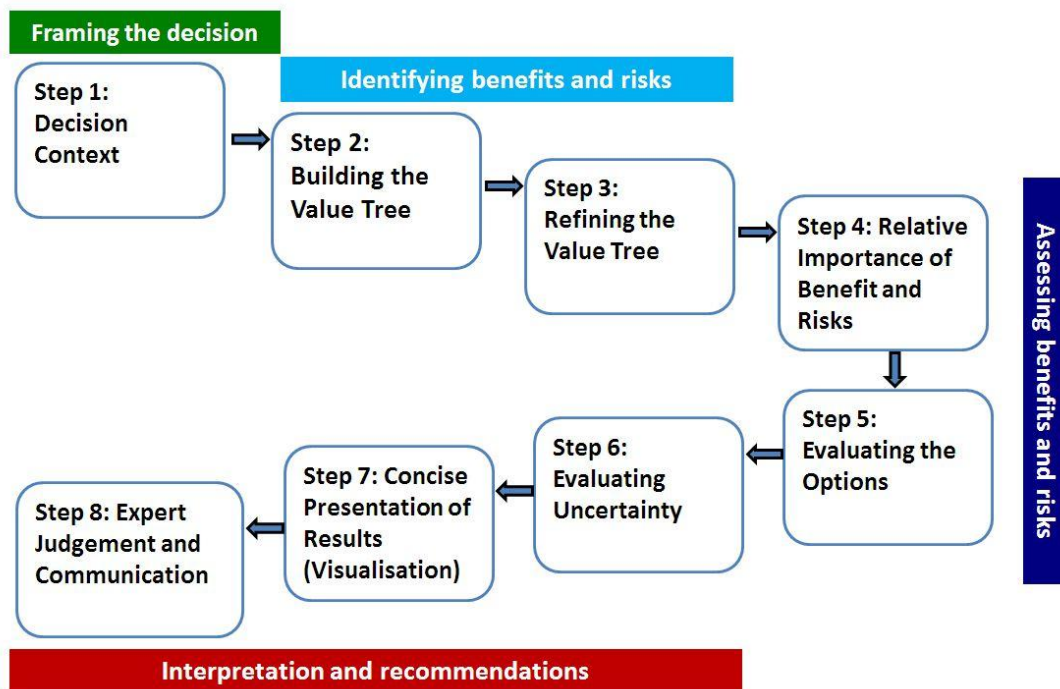 Framing the decision
Identifying benefits and risks
Step 1:
Decision
Context
Step 2:
Building the
Value Tree
Step 3:
Refining the
Value Tree
Step 4: Relative
Importance of
Benefit and
Risks
Assessing benefits and risks
Step 5:
Evaluating the
Options
Step 6:
Evaluating
Uncertainty
Step 7: Concise
Presentation of
Results
(Visualisation)
Step 8: Expert
Judgement and
Communication
Interpretation and recommendations